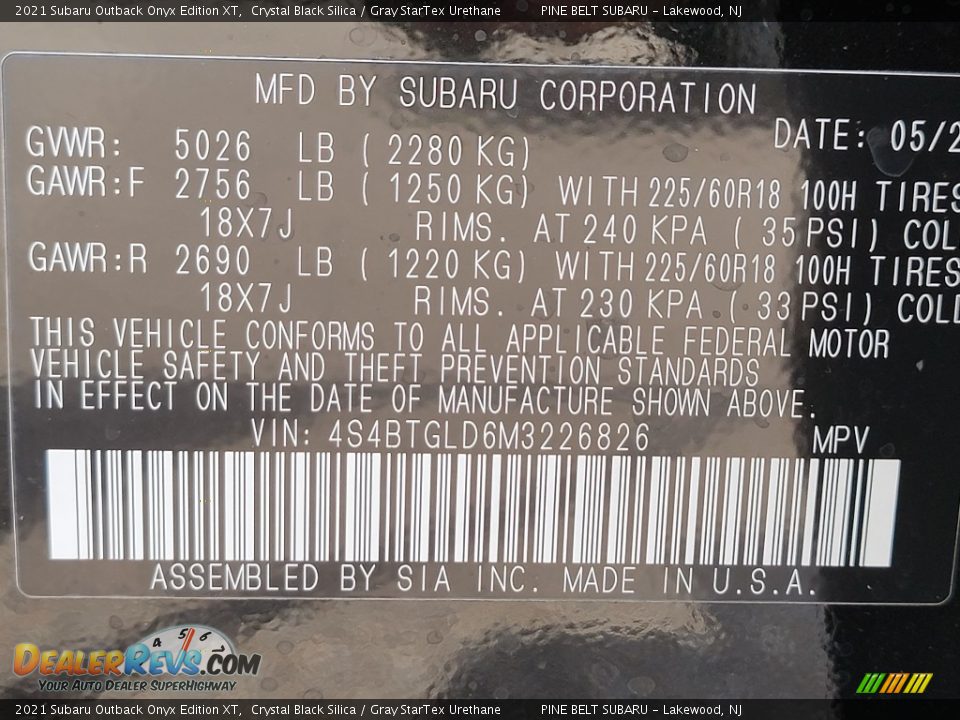 2021 Subaru Outback Onyx Edition XT, Crystal Black Silica / Gray StarTex Urethane PINE BELT SUBARU - Lakewood, NJ
MFD BY SUBARU CORPORATION
DATE: 05/2
GVWR: 5026 LB ( 2280 KG)
GAWR:F 2756 LB ( 1250 KG) WITH 225/60R18 100H TIRES
18X7J RIMS. AT 240 KPA ( 35 PSI) COL
GAWR:R 2690 LB ( 1220 KG) WITH 225/60R18 100H TIRES
18X7J RIMS. AT 230 KPA ( 33 PSI) COLD
THIS VEHICLE CONFORMS TO ALL APPLICABLE FEDERAL MOTOR
VEHICLE SAFETY AND THEFT PREVENTION STANDARDS
IN EFFECT ON THE DATE OF MANUFACTURE SHOWN ABOVE.
VIN: 4S4BTGLD6M3226826 MPV
ASSEMBLED BY SIA INC. MADE IN U.S.A.
4 5 6
DEALERREVS.COM
YOUR AUTO DEALER SUPERHIGHWAY
2021 Subaru Outback Onyx Edition XT, Crystal Black Silica / Gray StarTex Urethane PINE BELT SUBARU - Lakewood, NJ